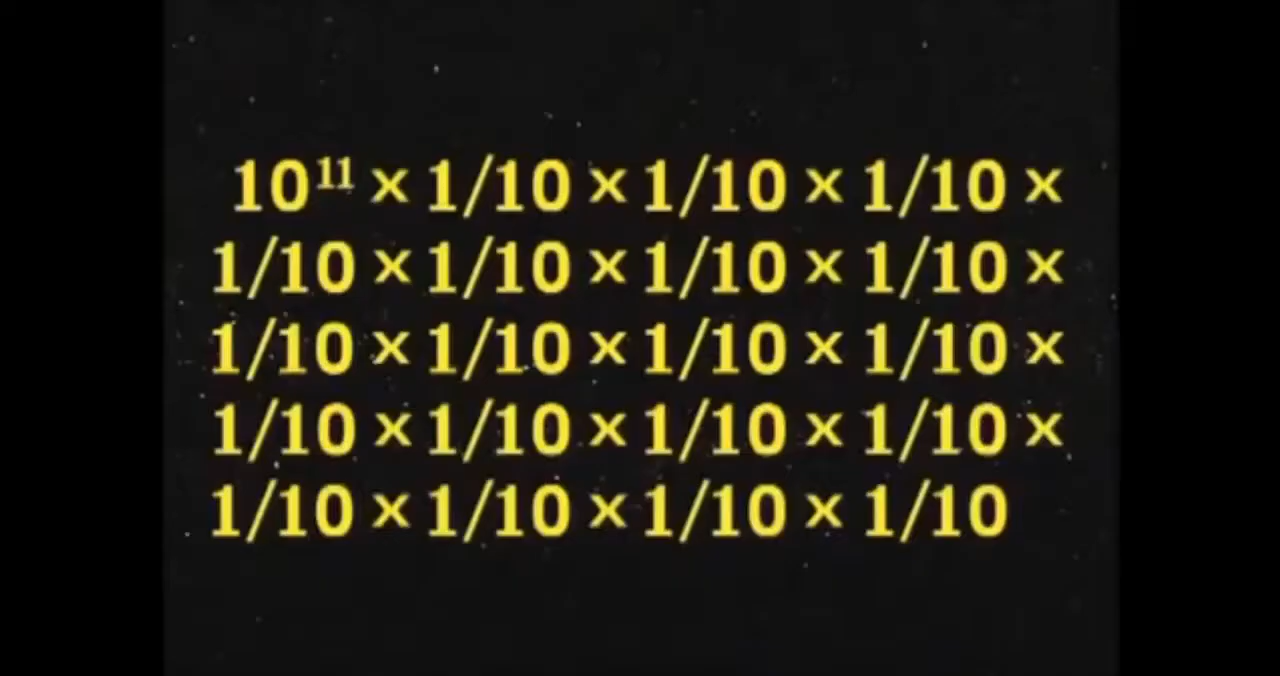 10¹¹ × 1/10 × 1/10 × 1/10 ×
1/10 × 1/10 × 1/10 × 1/10 ×
1/10 × 1/10 × 1/10 × 1/10 ×
1/10 × 1/10 × 1/10 × 1/10 ×
1/10 × 1/10 × 1/10 × 1/10